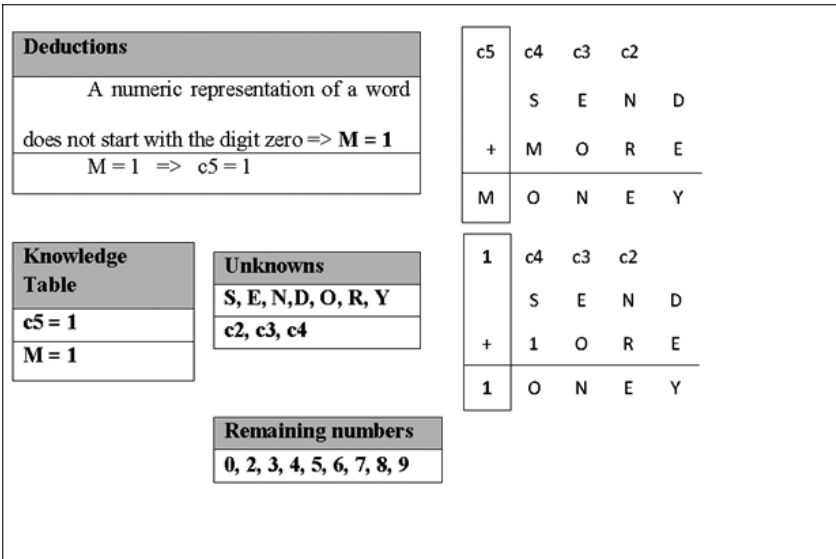 Deductions
A numeric representation of a word
does not start with the digit zero => M = 1
M = 1 => c5 = 1
c5 c4 c3 c2
S E N D
+ M O R E
M O N E Y
Knowledge
Table
c5 = 1
M = 1
Unknowns
S, E, N,D, O, R, Y
c2, c3, c4
1 c4 c3 c2
S E N D
+ 1 O R E
1 O N E Y
Remaining numbers
0, 2, 3, 4, 5, 6, 7, 8, 9